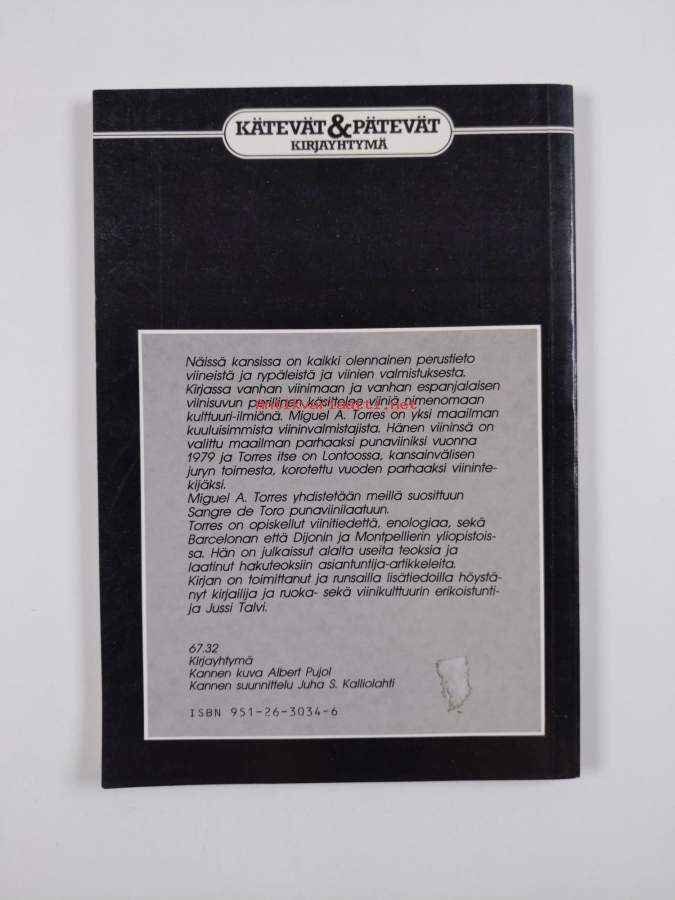 KÄTEVÄT & PÄTEVÄT
KIRJAYHTYMÄ
Näissä kansissa on kaikki olennainen perustieto
viineistä ja rypäleistä ja viinien valmistuksesta.
Kirjassa vanhan viinimaan ja vanhan espanjalaisen
viinisuvun perillinen käsittelee viiniä nimenomaan
Antikvariaatti.net
kulttuuri-ilmiönä. Miguel A. Torres on yksi maailman
kuuluisimmista viininvalmistajista. Hänen viininsä on
valittu maailman parhaaksi punaviiniksi vuonna
1979 ja Torres itse on Lontoossa, kansainvälisen
juryn toimesta, korotettu vuoden parhaaksi viininte-
kijäksi.
Miguel A. Torres yhdistetään meillä suosittuun
Sangre de Toro punaviinilaatuun.
Torres on opiskellut viinitiedettä, enologiaa, sekä
Barcelonan että Dijonin ja Montpellierin yliopistois-
sa. Hän on julkaissut alalta useita teoksia ja
laatinut hakuteoksiin asiantuntija-artikkeleita.
Kirjan on toimittanut ja runsailla lisätiedoilla höystä-
nyt kirjailija ja ruoka- sekä viinikulttuurin erikoistunti-
ja Jussi Talvi.
67.32
Kirjayhtymä
Kannen kuva Albert Pujol
Kannen suunnittelu Juha S. Kalliolahti
ISBN 951-26-3034-6